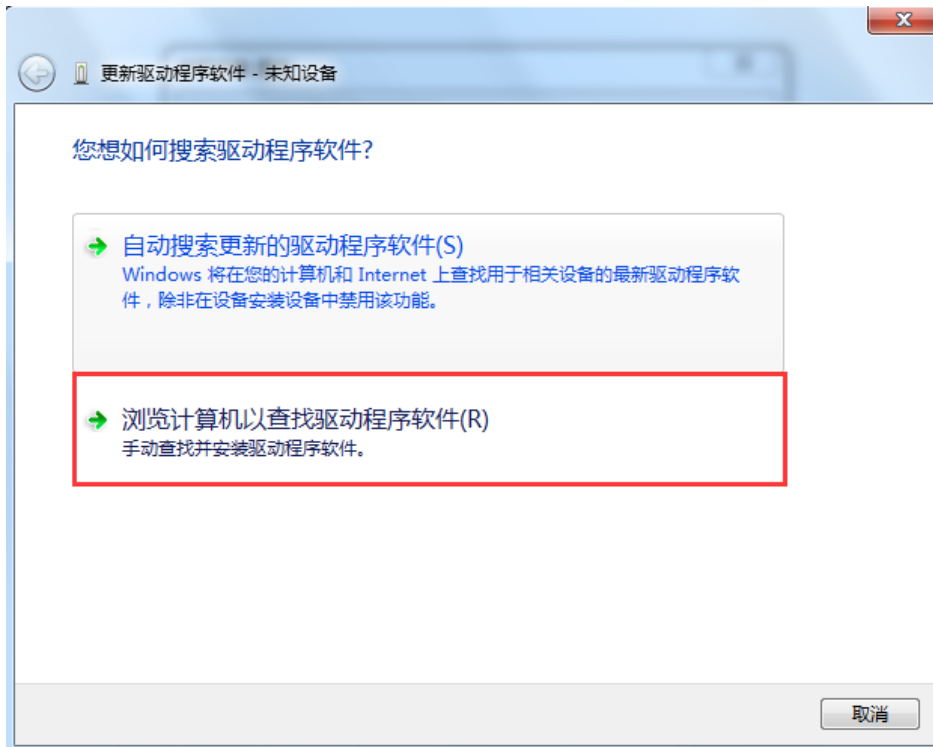 更新驱动程序软件 - 未知设备
您想如何搜索驱动程序软件?
自动搜索更新的驱动程序软件(S)
Windows 将在您的计算机和 Internet 上查找用于相关设备的最新驱动程序软
件，除非在设备安装设备中禁用该功能。
浏览计算机以查找驱动程序软件(R)
手动查找并安装驱动程序软件。
取消